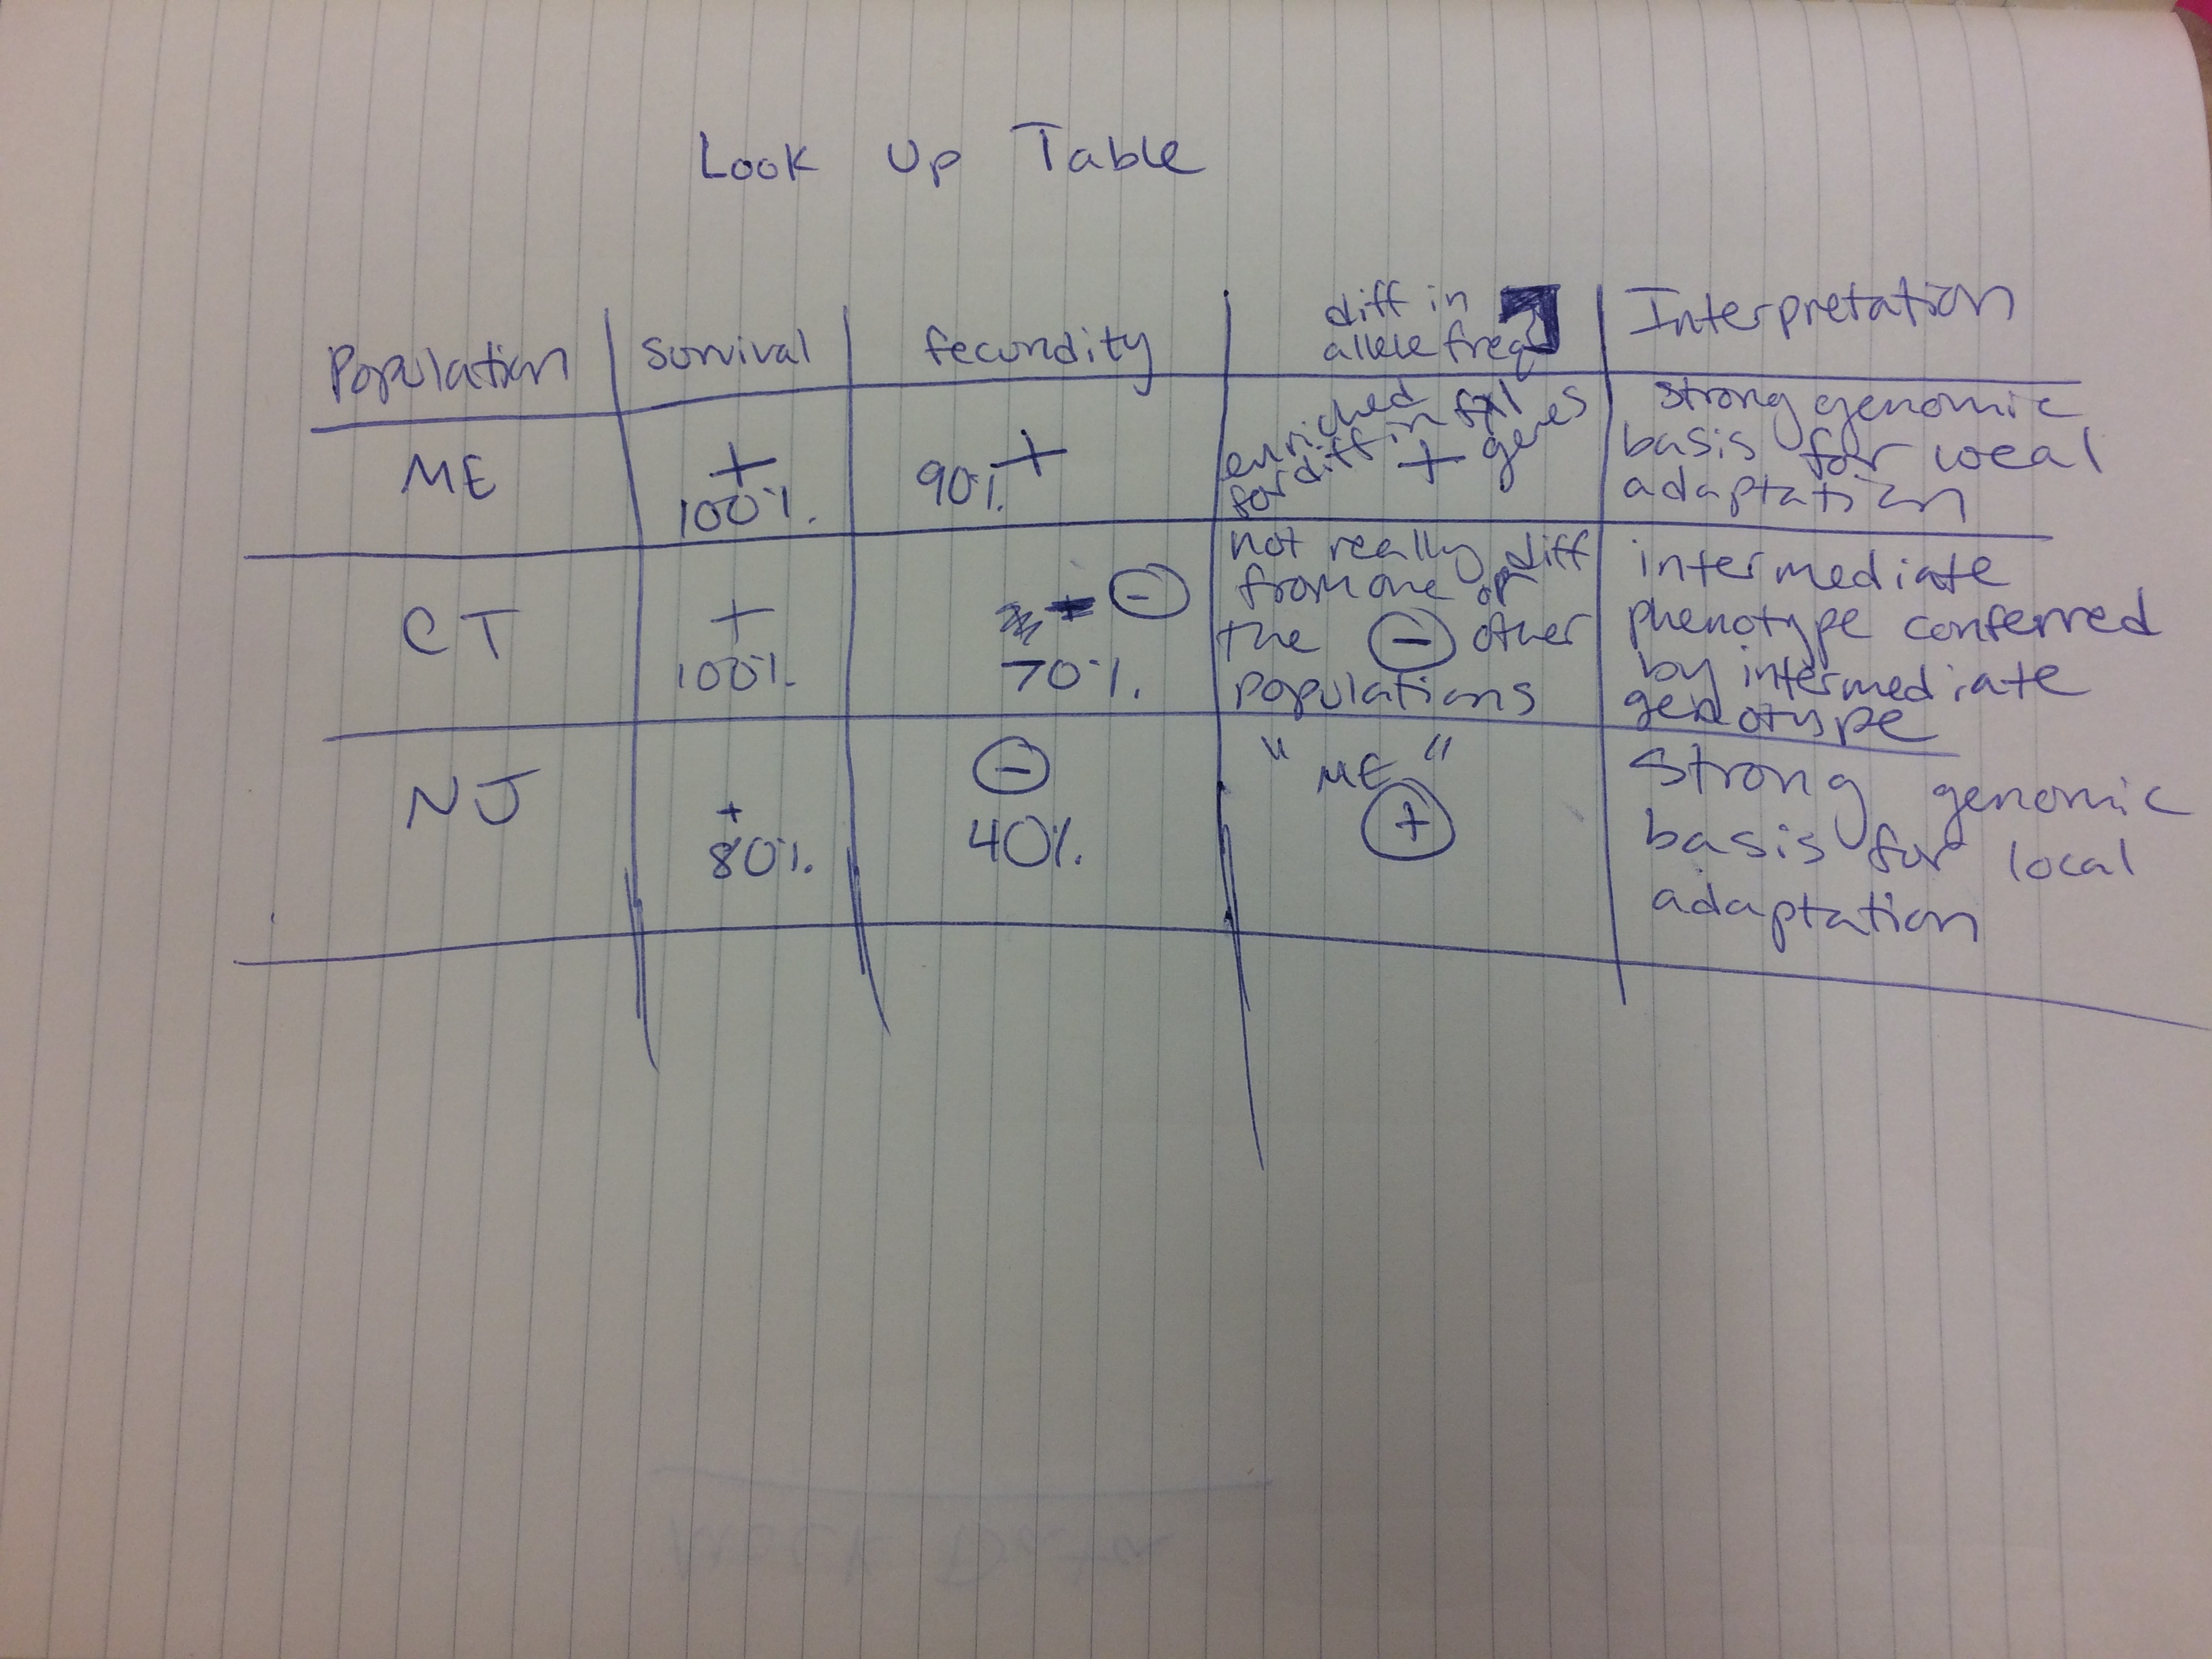 Look Up Table
Population
survival
fecundity
diff in
allele freq
Interpretation
ME
+
100%.
90%. +
enriched
for diff in fxl
+ genes
strong genomic
basis for local
adaptation
CT
+
100%.
-
70%.
not really diff
from one or
the - other
populations
intermediate
phenotype conferred
by intermediate
genotype
NJ
+
80%.
-
40%.
" ME "
+
Strong genomic
basis for local
adaptation